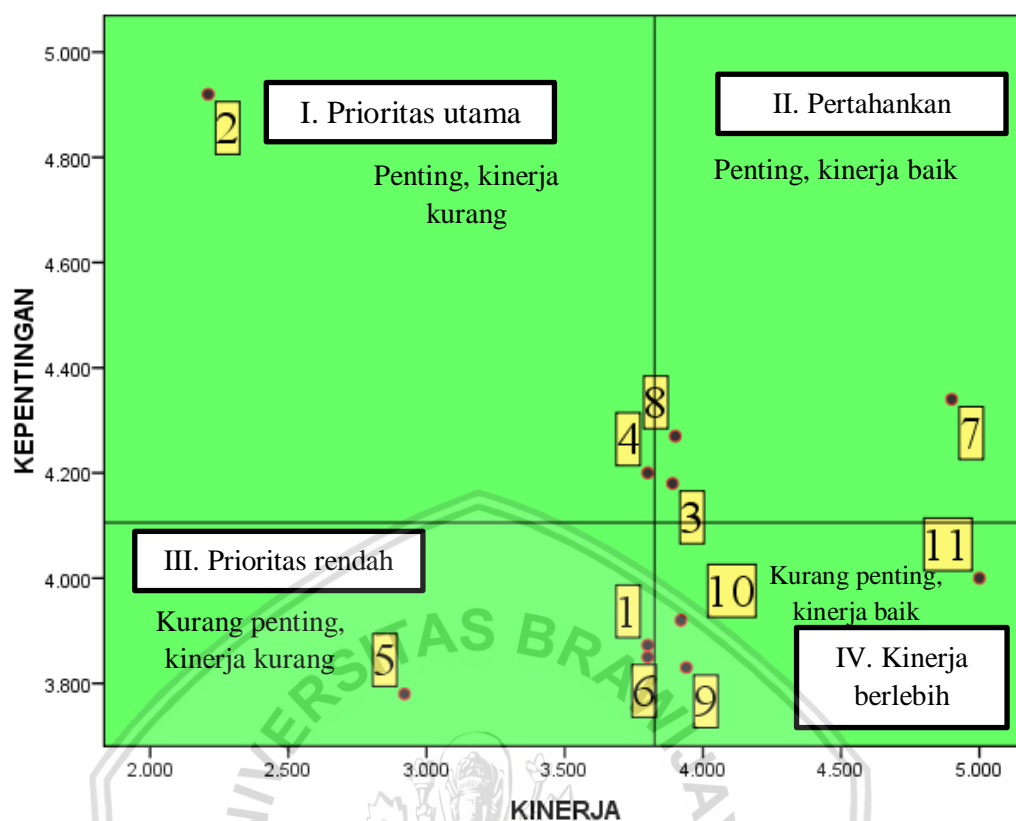 5.000
4.800
4.600
4.400
4.200
4.000
3.800
KEPENTINGAN
I. Prioritas utama
Penting, kinerja
kurang
II. Pertahankan
Penting, kinerja baik
2
8
4
7
3
11
III. Prioritas rendah
Kurang penting,
kinerja kurang
10
1
5
6
9
Kurang penting,
kinerja baik
IV. Kinerja
berlebih
2.000
2.500
3.000
3.500
4.000
4.500
5.000
KINERJA